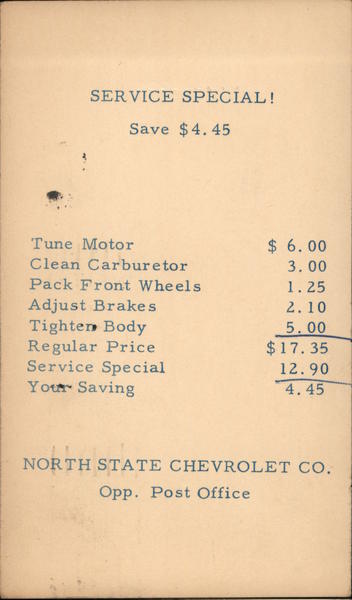 SERVICE SPECIAL!
Save $4.45
Tune Motor $ 6.00
Clean Carburetor 3.00
Pack Front Wheels 1.25
Adjust Brakes 2.10
Tighten Body 5.00
Regular Price $17.35
Service Special 12.90
Your Saving 4.45
NORTH STATE CHEVROLET CO.
Opp. Post Office